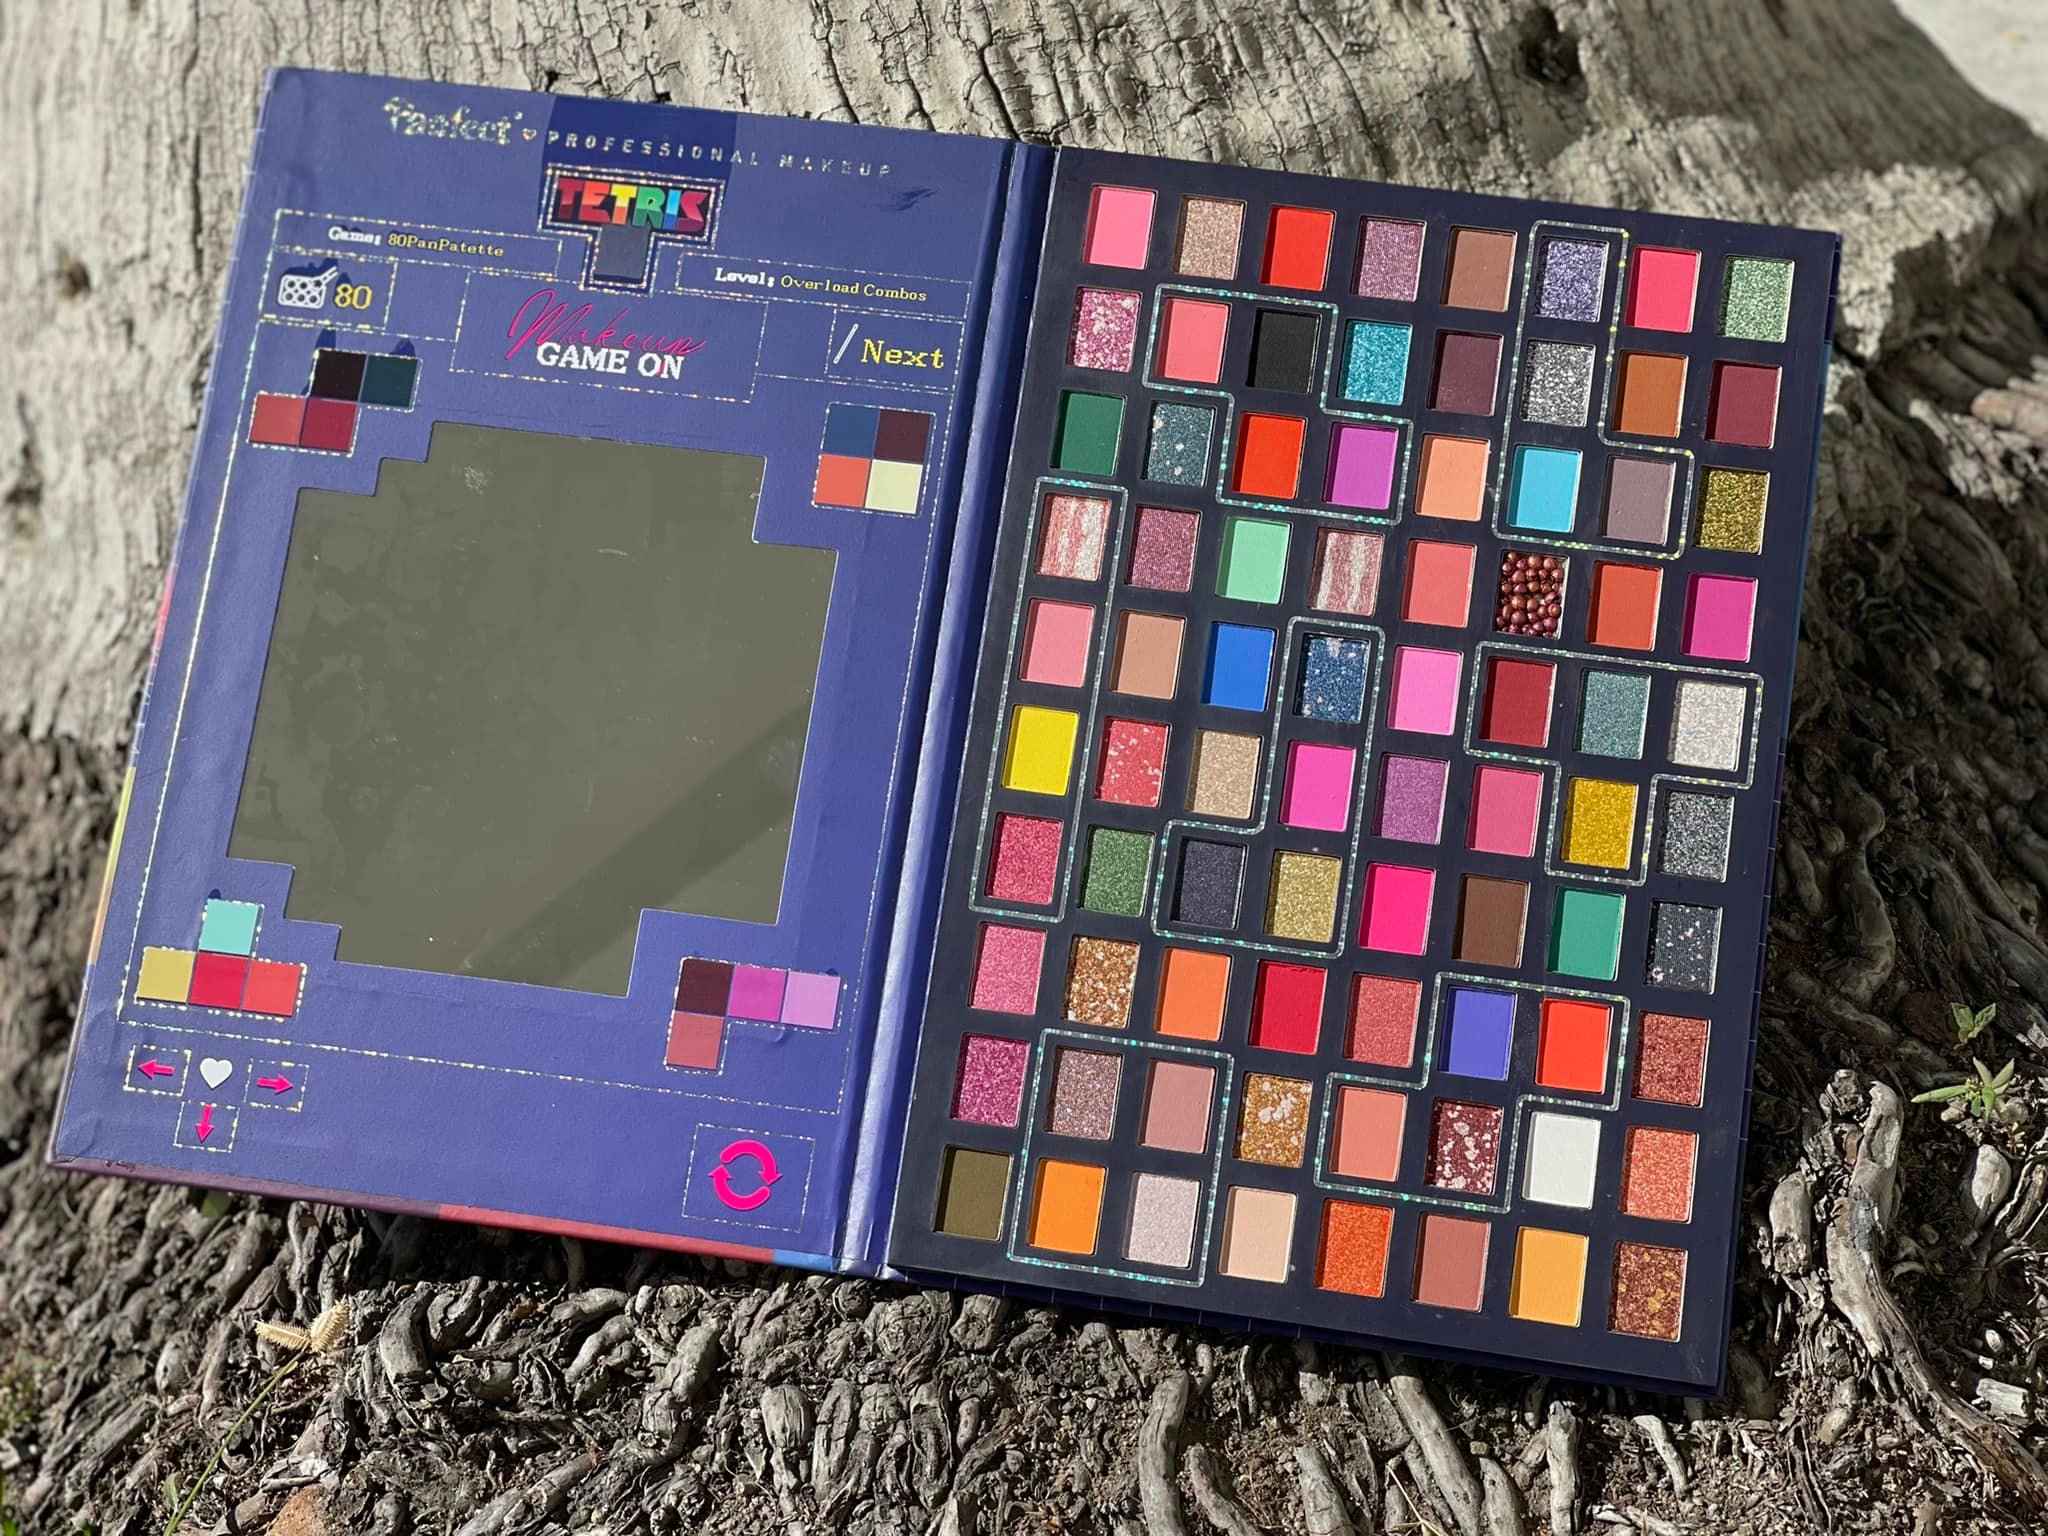 PROFESSIONAL MAKEUP
TETRIS
Game: 80PanPatette
Level: Overload Combos
80
Makeup
GAME ON
Next